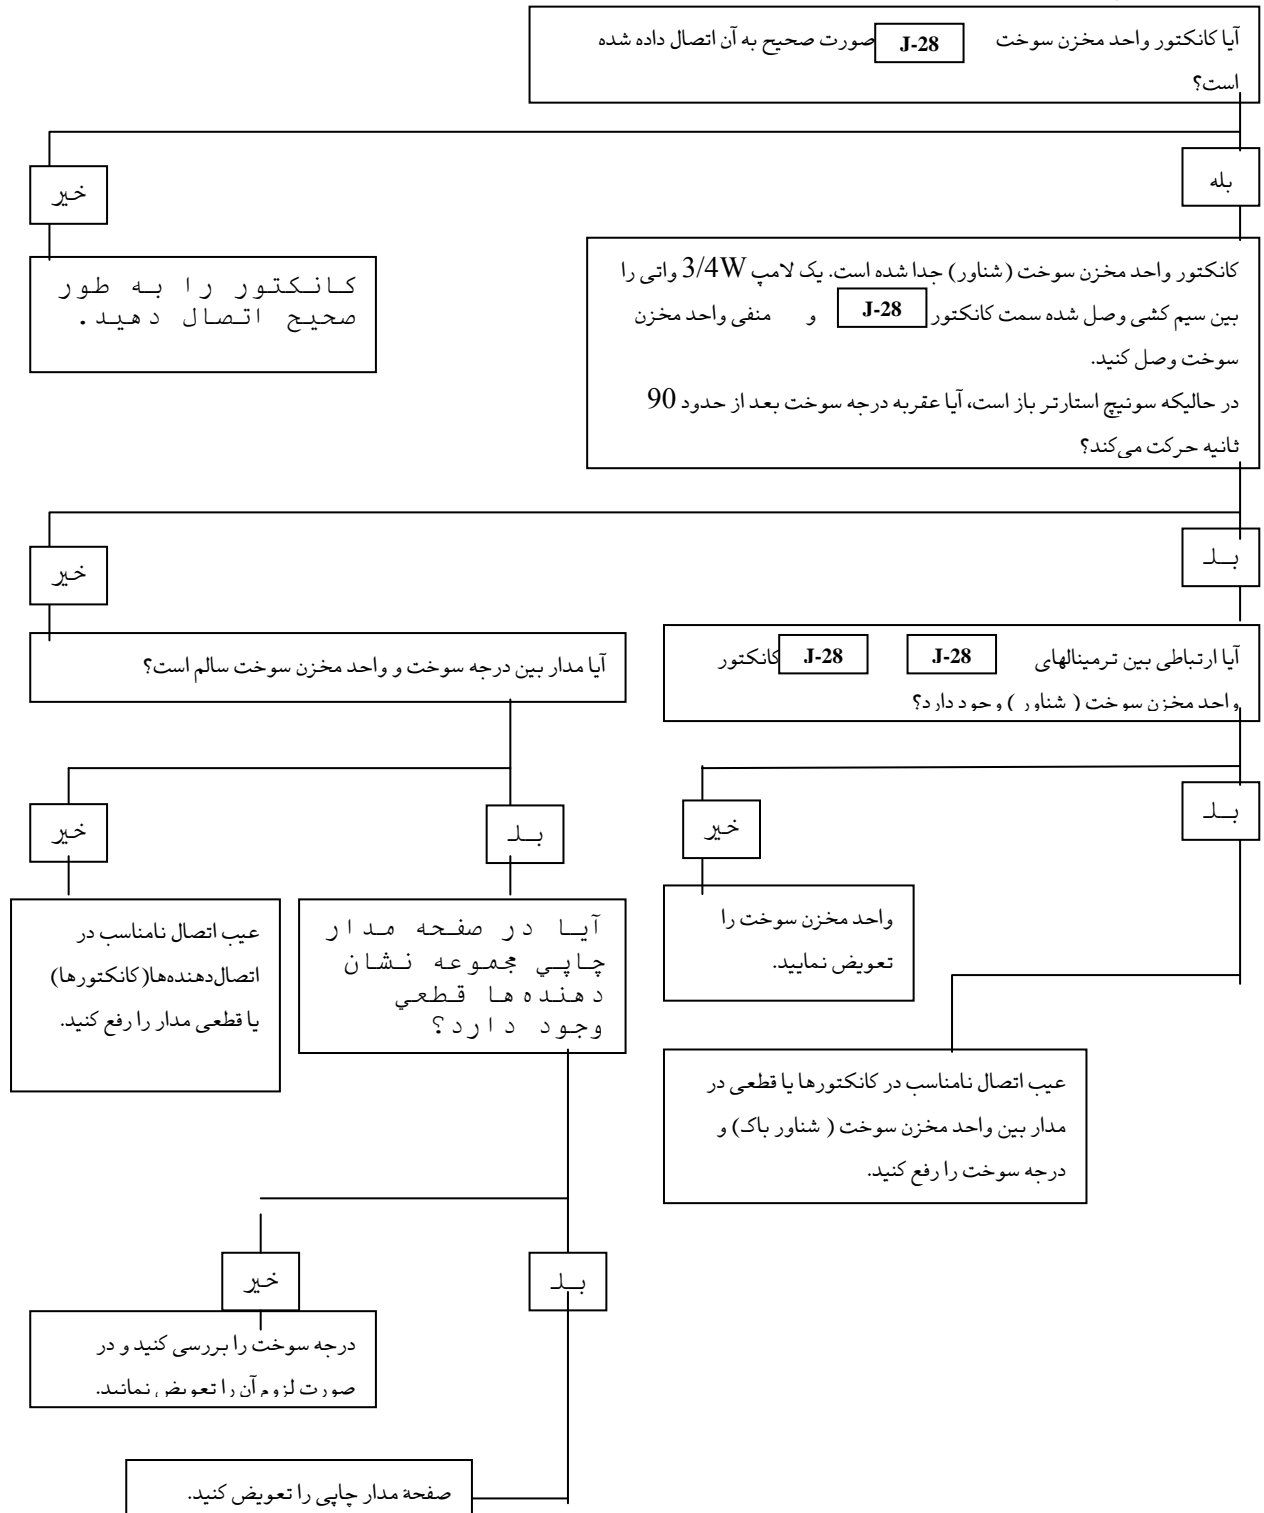 آیا کانکتور واحد مخزن سوخت J-28 صورت صحیح به آن اتصال داده شده
است؟
خیر
بله
کانکتور را به طور
صحیح اتصال دهید.
کانکتور واحد مخزن سوخت (شناور) جدا شده است. یک لامپ 3/4W واتی را
بین سیم کشی وصل شده سمت کانکتور J-28 و منفی واحد مخزن
سوخت وصل کنید.
در حالیکه سونیچ استارتر باز است، آیا عقربه درجه سوخت بعد از حدود 90
ثانیه حرکت می‌کند؟
خیر
بلـ
آیا مدار بین درجه سوخت و واحد مخزن سوخت سالم است؟
آیا ارتباطی بین ترمینالهای J-28 J-28 کانکتور
واحد مخزن سوخت ( شناور ) وجود دارد؟
خیر
بلـ
خیر
بلـ
عیب اتصال نامناسب در
اتصال‌دهنده‌ها(کانکتورها)
یا قطعی مدار را رفع کنید.
آیا در صفحه مدار
چاپي مجموعه نشان
دهنده ها قطعي
وجود دارد؟
واحد مخزن سوخت را
تعویض نمایید.
عیب اتصال نامناسب در کانکتورها یا قطعی در
مدار بین واحد مخزن سوخت ( شناور باک) و
درجه سوخت را رفع کنید.
خیر
بلـ
درجه سوخت را بررسی کنید و در
صورت لزوم آن را تعویض نمائید.
صفحة مدار چاپی را تعویض کنید.